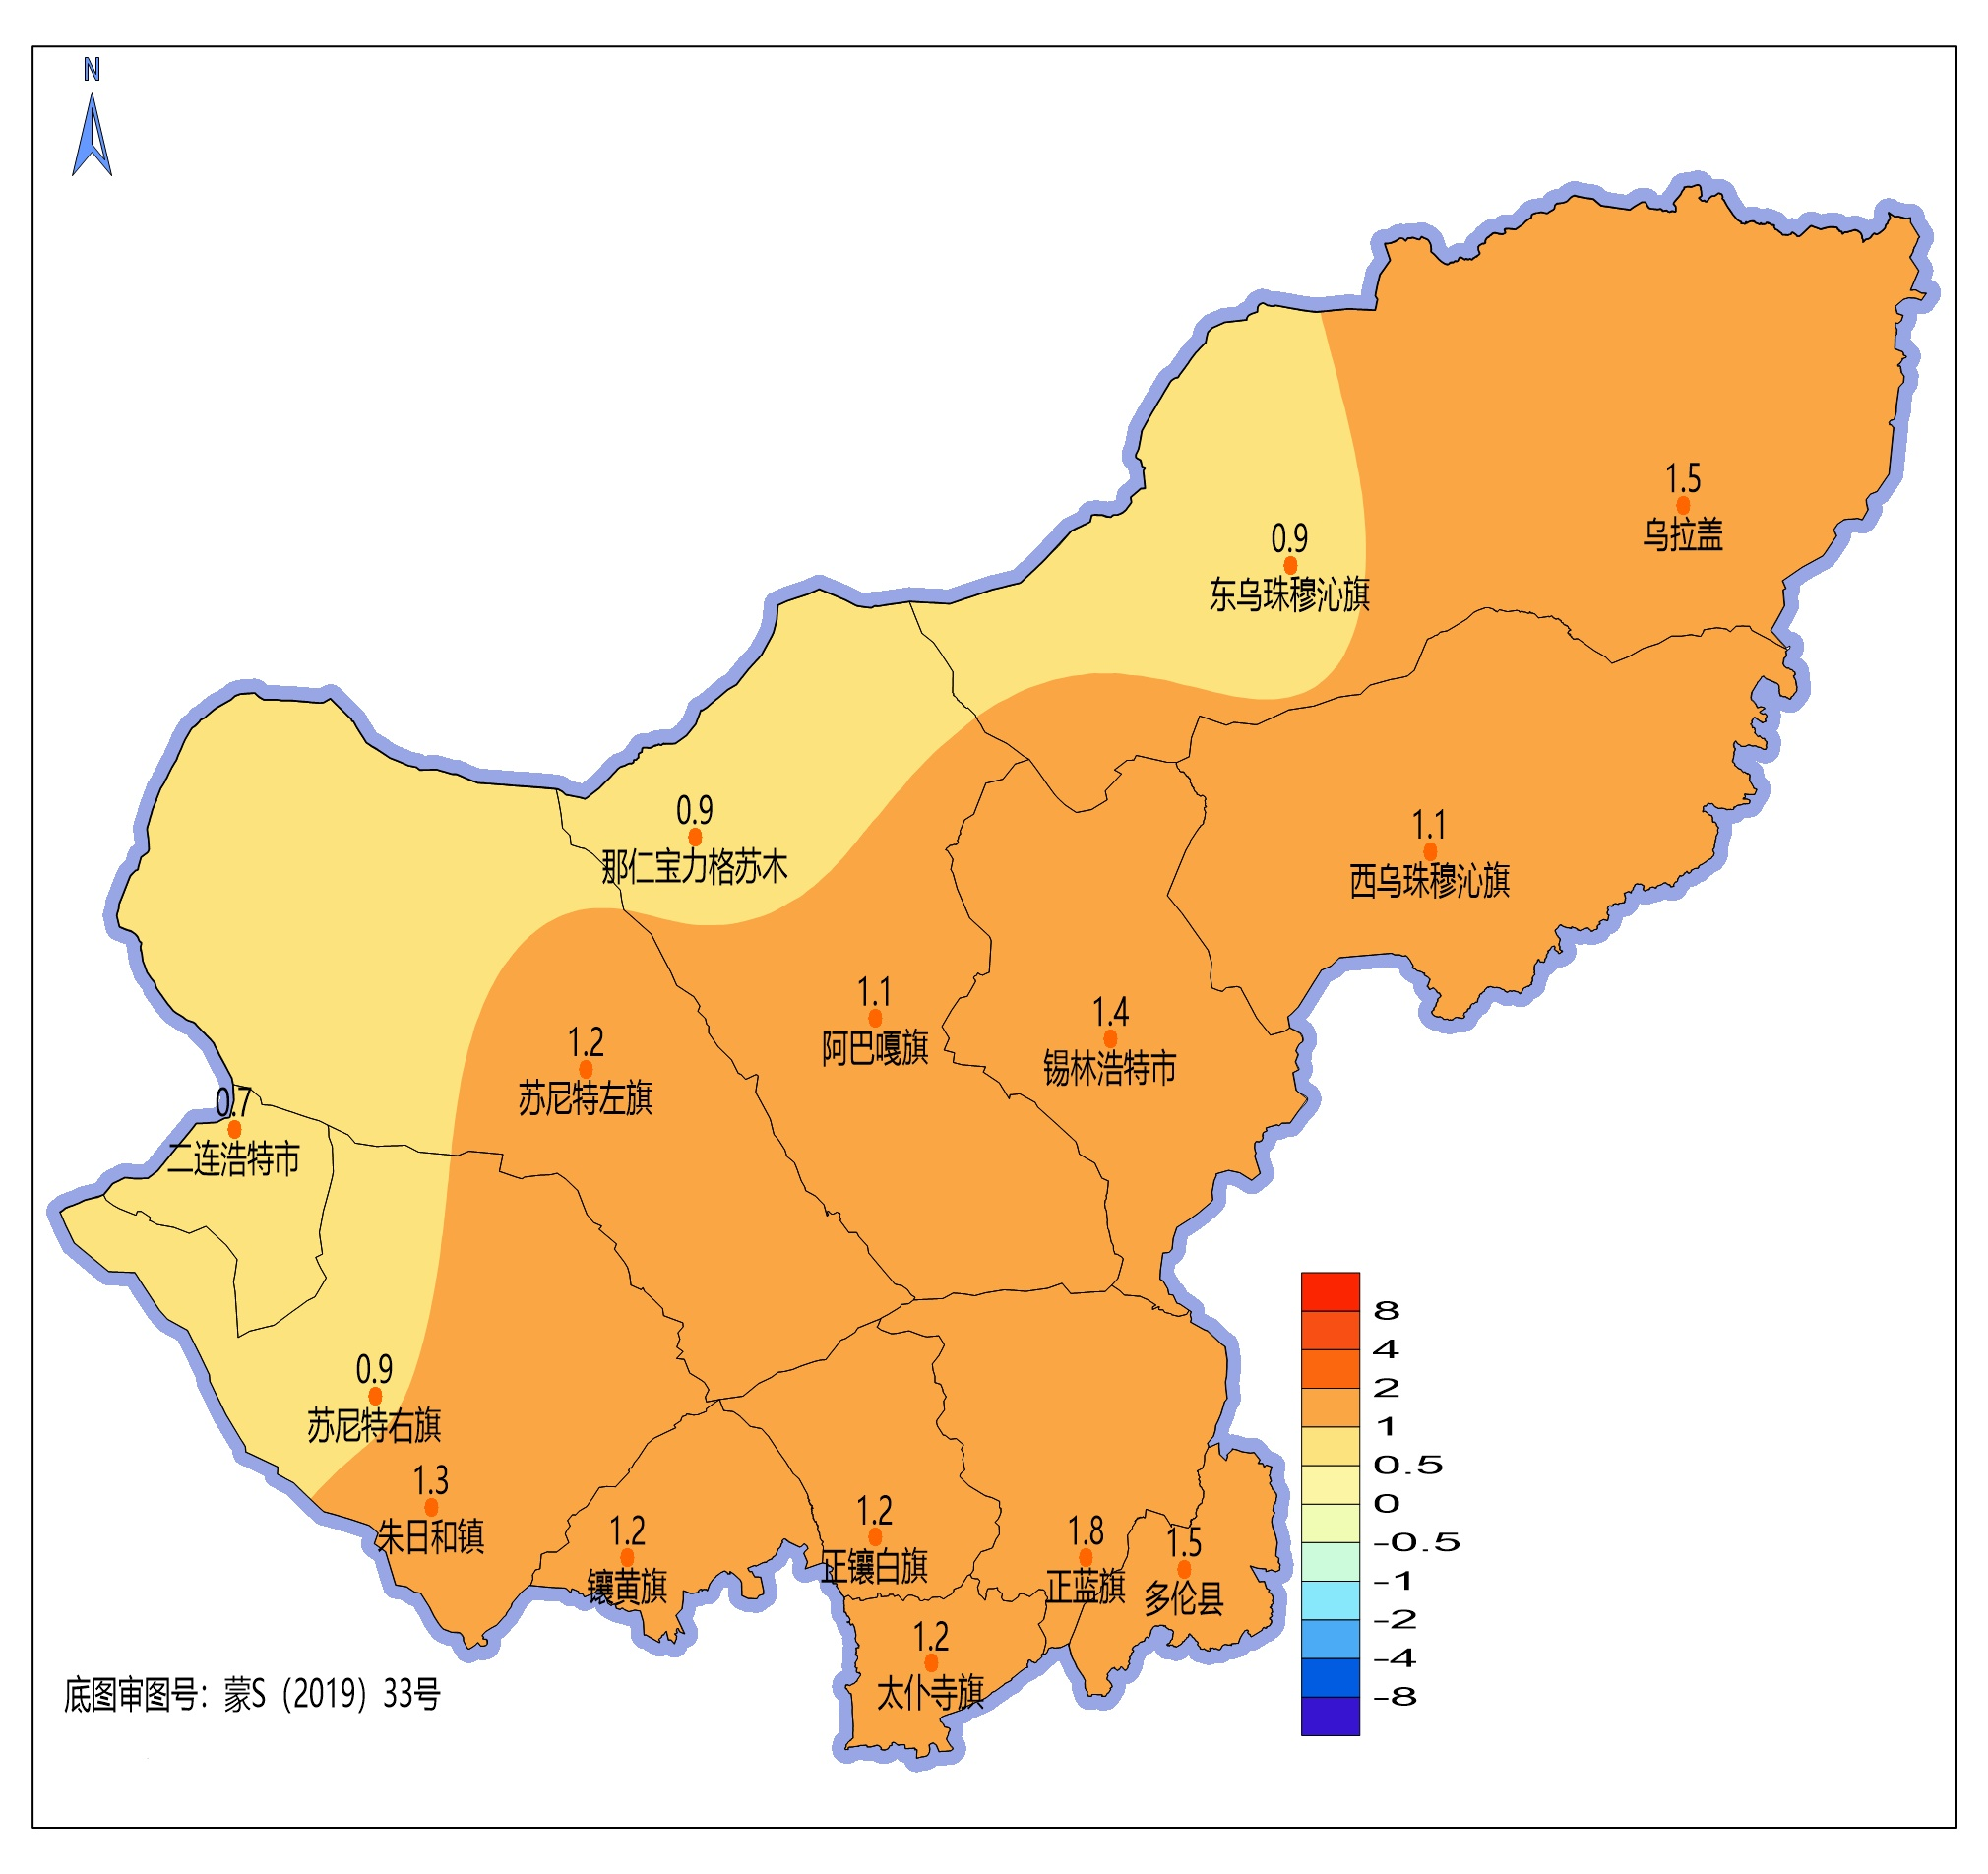 N
1.5
乌拉盖
0.9
东乌珠穆沁旗
0.9
那仁宝力格苏木
1.1
西乌珠穆沁旗
1.1
阿巴嘎旗
1.4
锡林浩特市
1.2
苏尼特左旗
0.7
二连浩特市
0.9
苏尼特右旗
1.3
朱日和镇
1.2
镶黄旗
1.2
正镶白旗
1.8
正蓝旗
1.5
多伦县
1.2
太仆寺旗
8
4
2
1
0.5
0
-0.5
-1
-2
-4
-8
底图审图号：蒙S（2019）33号